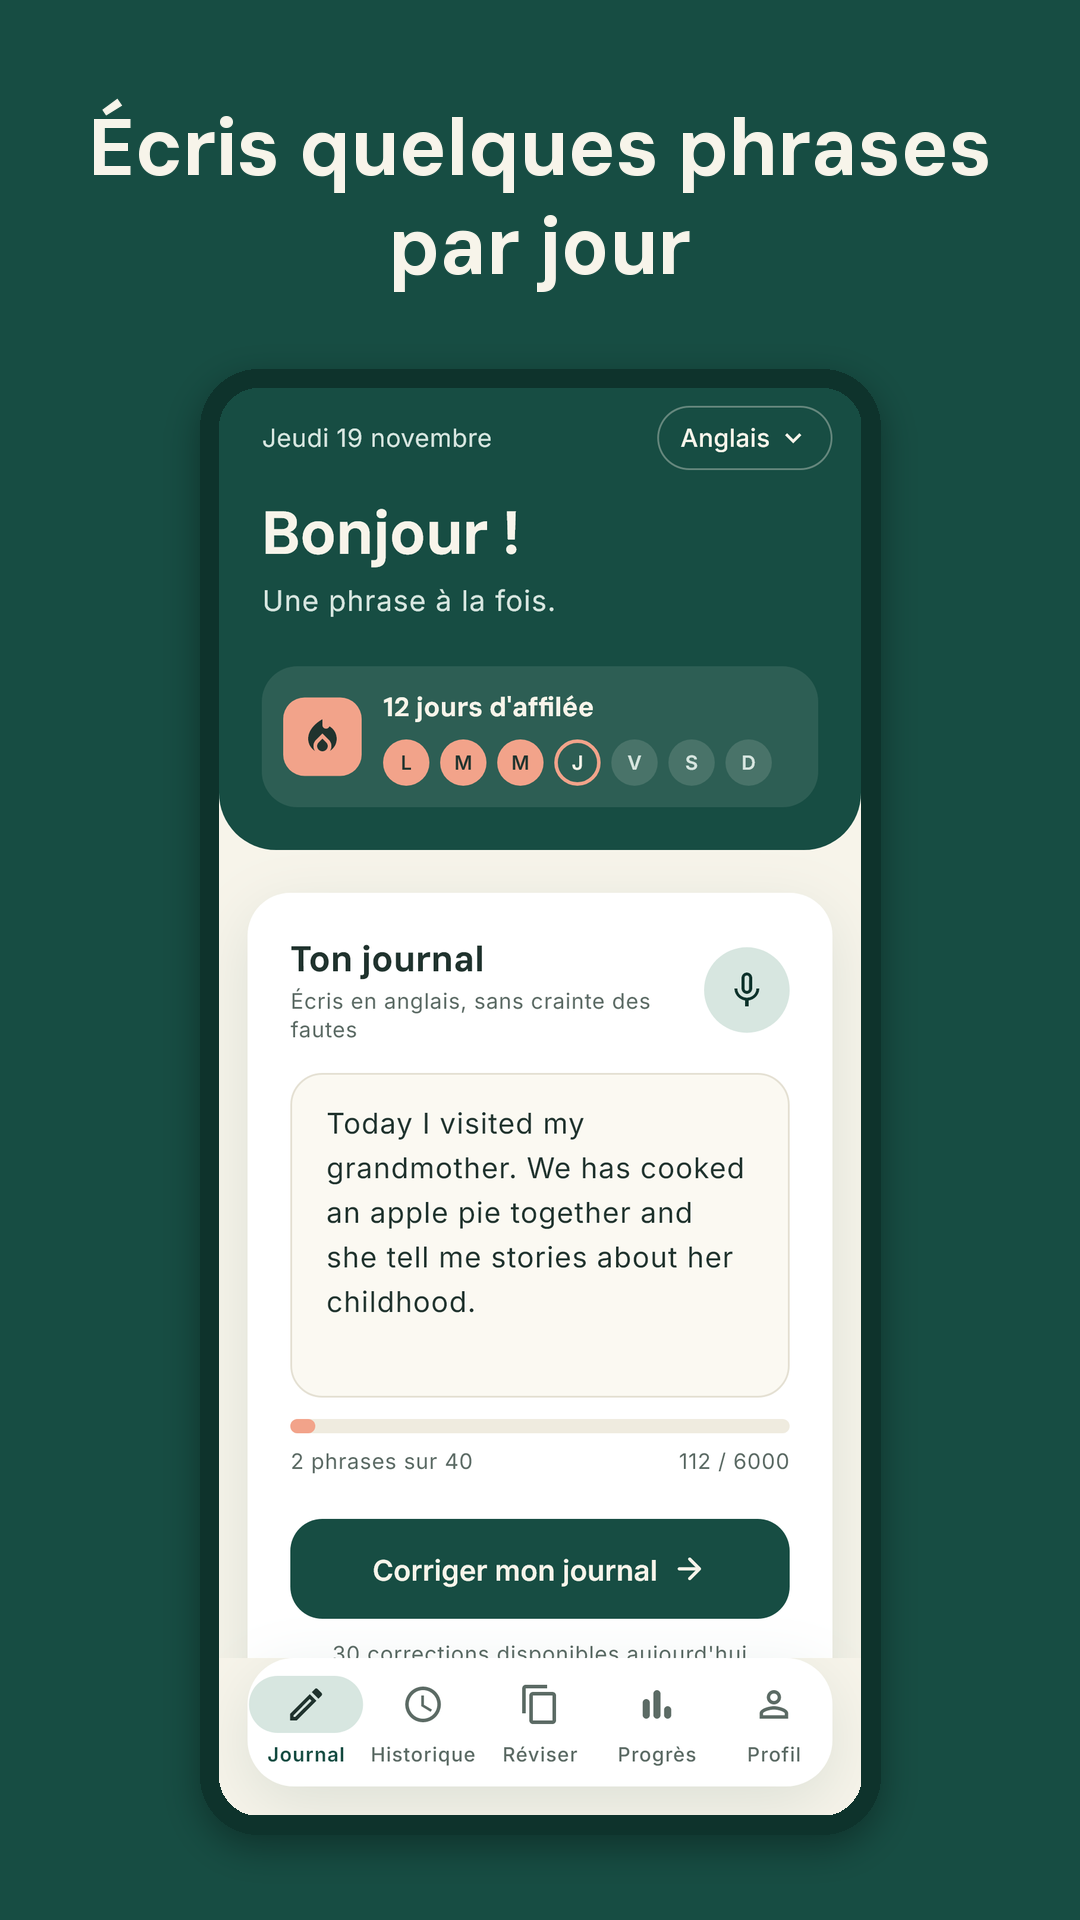 Écris quelques phrases
par jour
Jeudi 19 novembre
Anglais
Bonjour !
Une phrase à la fois.
12 jours d'affilée
L M M J V S D
Ton journal
Écris en anglais, sans crainte des
fautes
Today I visited my
grandmother. We has cooked
an apple pie together and
she tell me stories about her
childhood.
2 phrases sur 40
112 / 6000
Corriger mon journal
30 corrections disponibles aujourd'hui
Journal
Historique
Réviser
Progrès
Profil